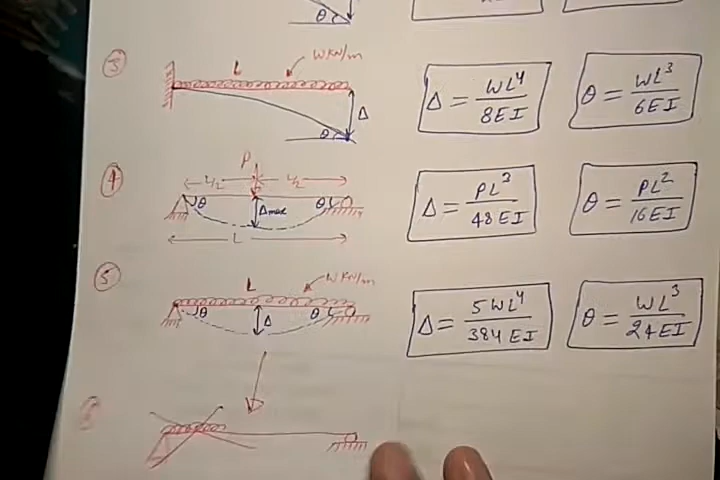 θ
③
L
W kN/m
Δ
θ
Δ = WL⁴ / 8EI
θ = WL³ / 6EI
④
P
L/2
L/2
θ
Δmax
θ
L
Δ = PL³ / 48EI
θ = PL² / 16EI
⑤
L
W kN/m
θ
Δ
θ
Δ = 5WL⁴ / 384EI
θ = WL³ / 24EI